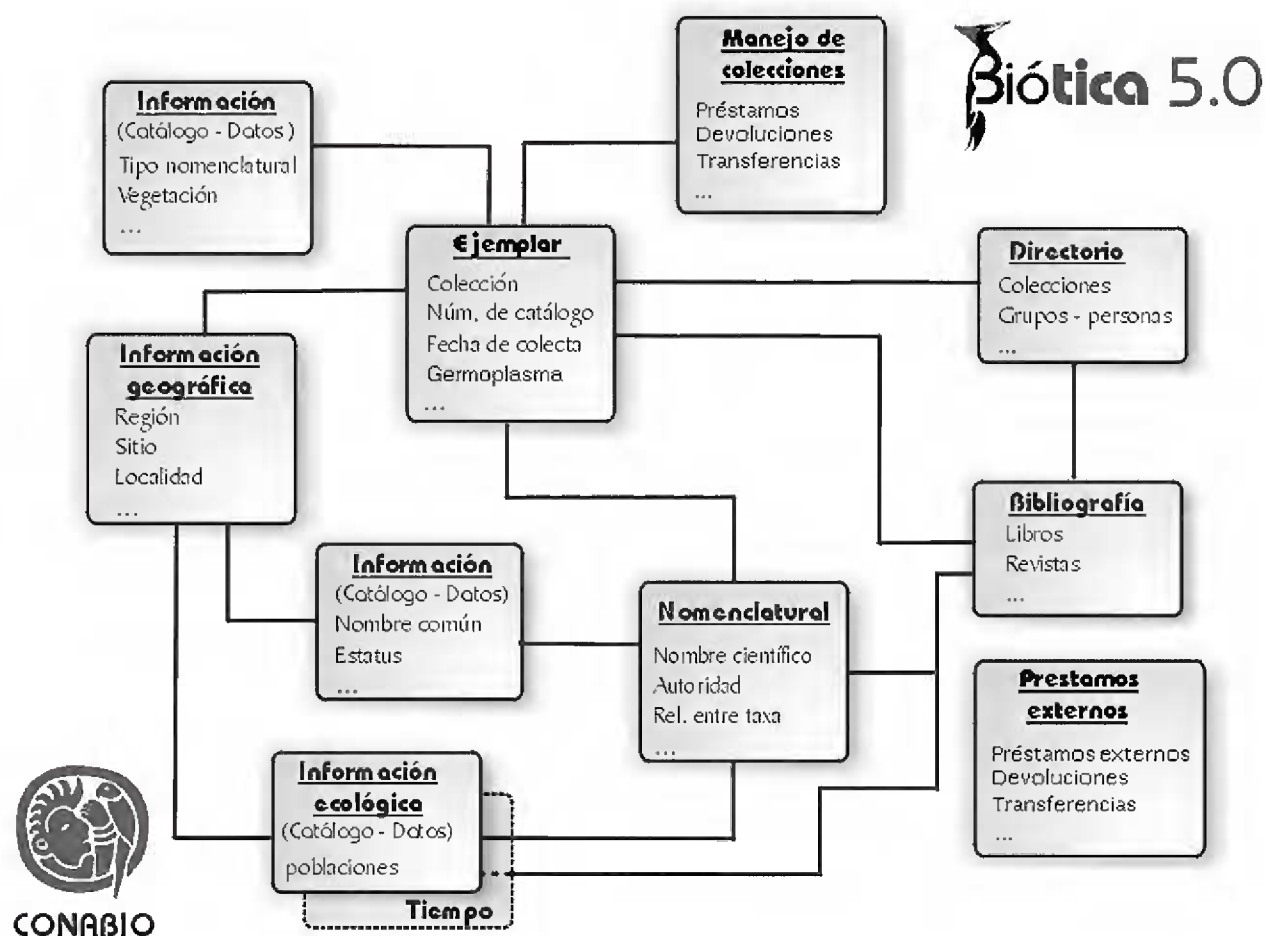 Biótica 5.0
Manejo de
colecciones
Préstamos
Devoluciones
Transferencias
...
Información
(Catálogo - Datos)
Tipo nomenclatural
Vegetación
...
Ejemplar
Colección
Núm. de catálogo
Fecha de colecta
Germoplasma
...
Directorio
Colecciones
Grupos - personas
...
Información
geográfica
Región
Sitio
Localidad
...
Bibliografía
Libros
Revistas
...
Información
(Catálogo - Datos)
Nombre común
Estatus
...
Nomenclatural
Nombre científico
Autoridad
Rel. entre taxa
...
Prestamos
externos
Préstamos externos
Devoluciones
Transferencias
...
Información
ecológica
(Catálogo - Datos)
poblaciones
Tiempo
CONABIO